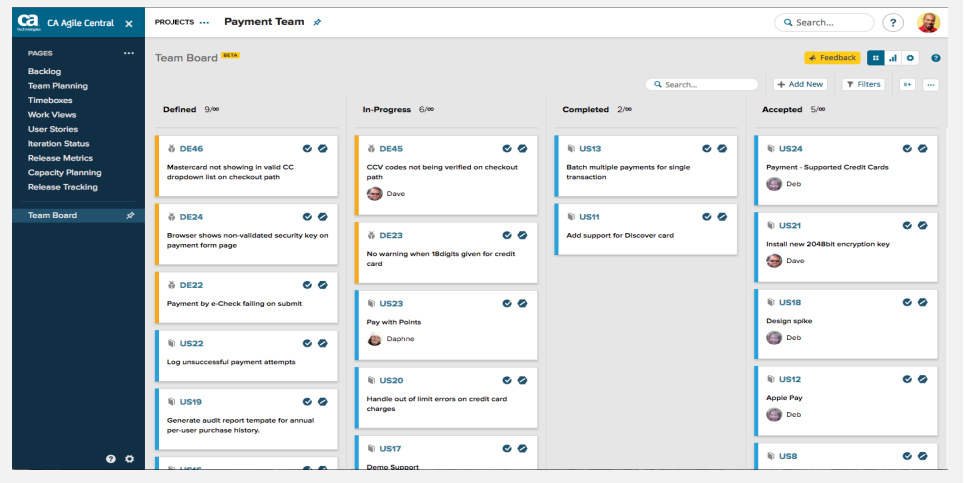 ca
technologies
CA Agile Central
PROJECTS ...
Payment Team
Search...
?
PAGES ...
Backlog
Team Planning
Timeboxes
Work Views
User Stories
Iteration Status
Release Metrics
Capacity Planning
Release Tracking
Team Board
Team Board BETA
Feedback
?
Search...
+ Add New
Filters
...
Defined 9/∞
DE46
Mastercard not showing in valid CC
dropdown list on checkout path
DE24
Browser shows non-validated security key on
payment form page
DE22
Payment by e-Check failing on submit
US22
Log unsuccessful payment attempts
US19
Generate audit report tempate for annual
per-user purchase history.
US16
In-Progress 6/∞
DE45
CCV codes not being verified on checkout
path
Dave
DE23
No warning when 18digits given for credit
card
US23
Pay with Points
Daphne
US20
Handle out of limit errors on credit card
charges
US17
Demo Support
Completed 2/∞
US13
Batch multiple payments for single
transaction
US11
Add support for Discover card
Accepted 5/∞
US24
Payment - Supported Credit Cards
Deb
US21
Install new 2048bit encryption key
Dave
US18
Design spike
Deb
US12
Apple Pay
Deb
US8
?